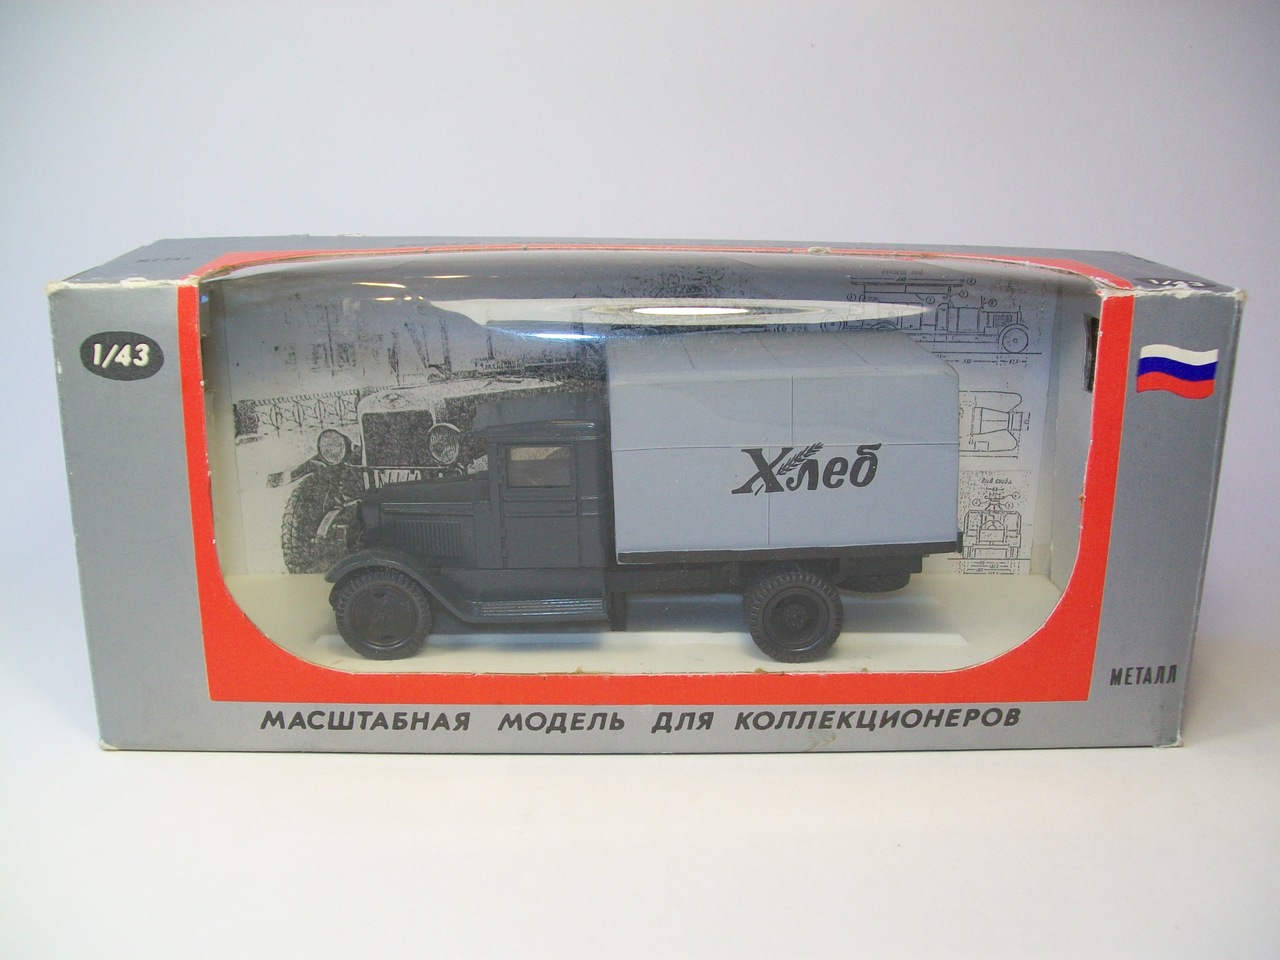 1/43
Хлеб
МЕТАЛЛ
МАСШТАБНАЯ МОДЕЛЬ ДЛЯ КОЛЛЕКЦИОНЕРОВ